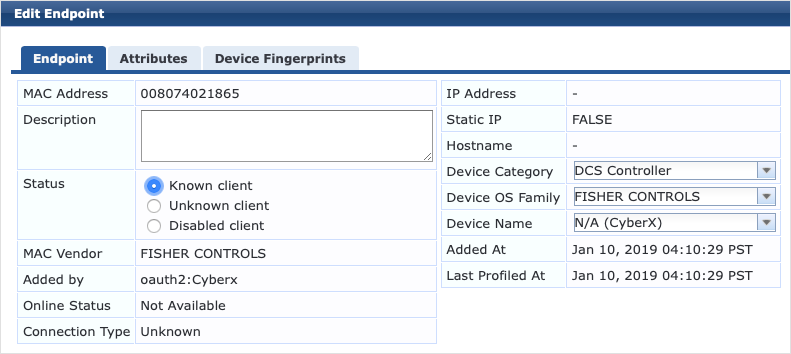 Edit Endpoint
Endpoint Attributes Device Fingerprints
MAC Address 008074021865
Description
Status Known client
Unknown client
Disabled client
MAC Vendor FISHER CONTROLS
Added by oauth2:Cyberx
Online Status Not Available
Connection Type Unknown
IP Address -
Static IP FALSE
Hostname -
Device Category DCS Controller
Device OS Family FISHER CONTROLS
Device Name N/A (CyberX)
Added At Jan 10, 2019 04:10:29 PST
Last Profiled At Jan 10, 2019 04:10:29 PST